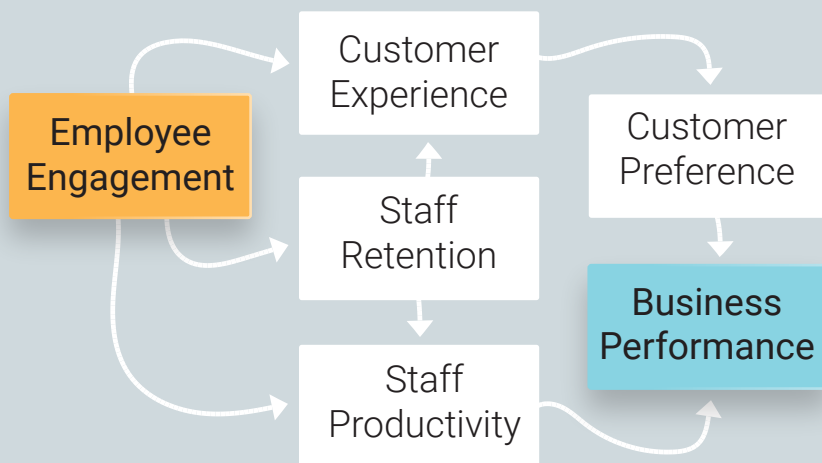 Customer
Experience
Employee
Engagement
Customer
Preference
Staff
Retention
Business
Performance
Staff
Productivity